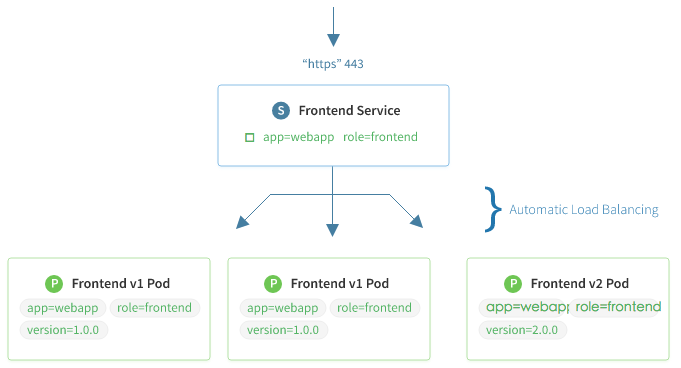 “https” 443
S Frontend Service
app=webapp role=frontend
Automatic Load Balancing
P Frontend v1 Pod
app=webapp role=frontend
version=1.0.0
P Frontend v1 Pod
app=webapp role=frontend
version=1.0.0
P Frontend v2 Pod
app=webapp role=frontend
version=2.0.0